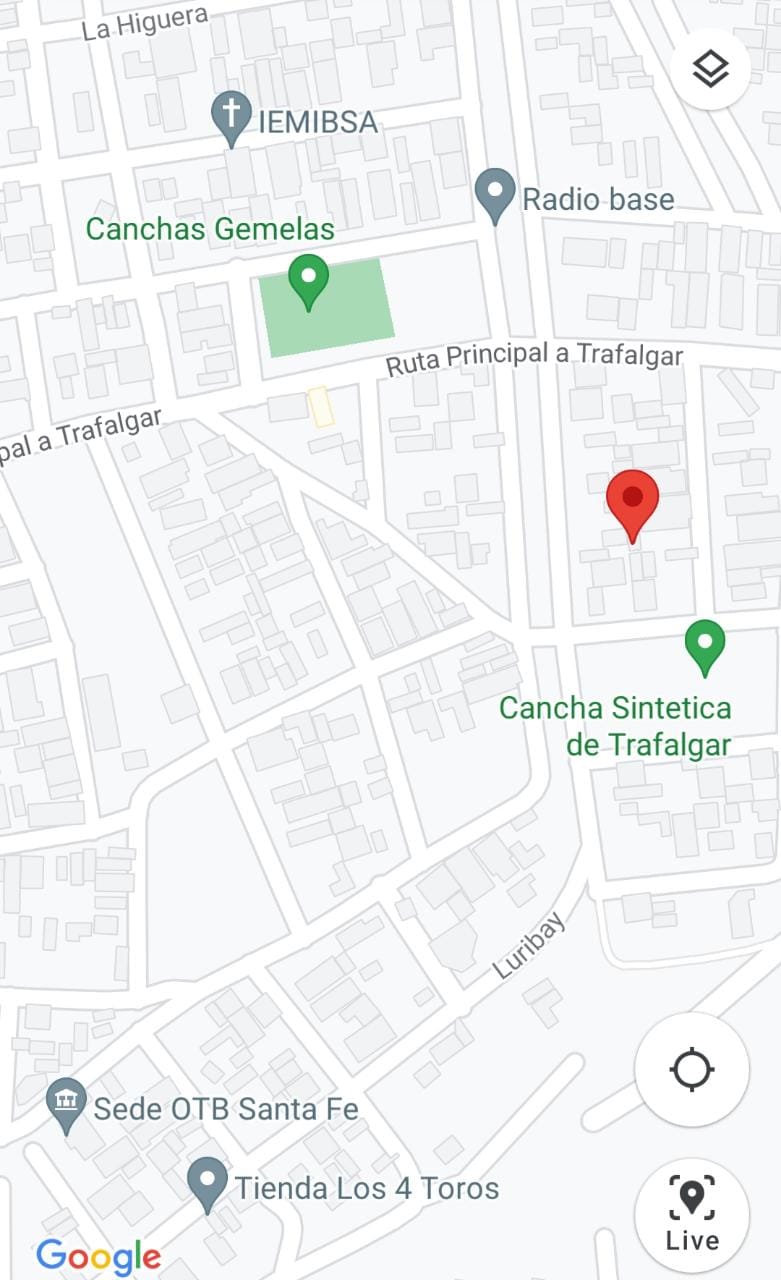 La Higuera
IEMIBSA
Radio base
Canchas Gemelas
Ruta Principal a Trafalgar
pal a Trafalgar
Cancha Sintetica
de Trafalgar
Luribay
Sede OTB Santa Fe
Tienda Los 4 Toros
Live
Google